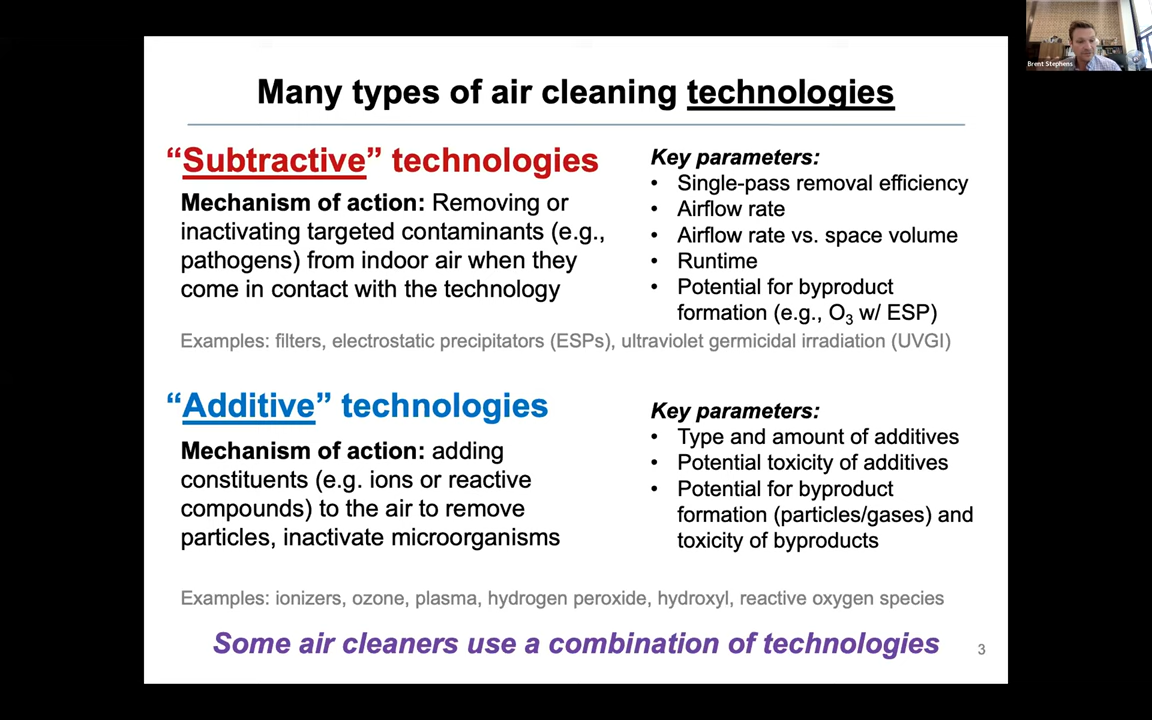 Many types of air cleaning technologies
“Subtractive” technologies
Mechanism of action: Removing or
inactivating targeted contaminants (e.g.,
pathogens) from indoor air when they
come in contact with the technology
Key parameters:
• Single-pass removal efficiency
• Airflow rate
• Airflow rate vs. space volume
• Runtime
• Potential for byproduct
formation (e.g., O3 w/ ESP)
Examples: filters, electrostatic precipitators (ESPs), ultraviolet germicidal irradiation (UVGI)
“Additive” technologies
Mechanism of action: adding
constituents (e.g. ions or reactive
compounds) to the air to remove
particles, inactivate microorganisms
Key parameters:
• Type and amount of additives
• Potential toxicity of additives
• Potential for byproduct
formation (particles/gases) and
toxicity of byproducts
Examples: ionizers, ozone, plasma, hydrogen peroxide, hydroxyl, reactive oxygen species
Some air cleaners use a combination of technologies
3
Brent Stephens